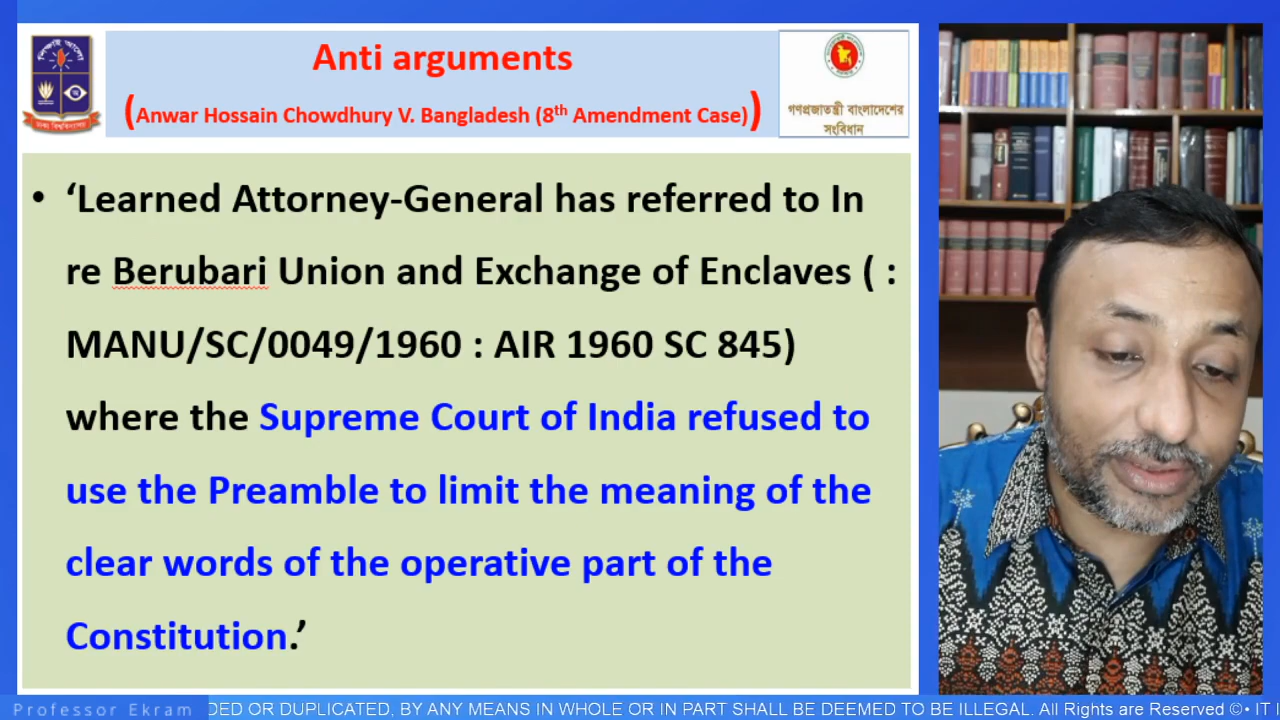 শিক্ষাই আলো
ঢাকা বিশ্ববিদ্যালয়
Anti arguments
(Anwar Hossain Chowdhury V. Bangladesh (8th Amendment Case))
গণপ্রজাতন্ত্রী বাংলাদেশের
সংবিধান
• ‘Learned Attorney-General has referred to In
re Berubari Union and Exchange of Enclaves ( :
MANU/SC/0049/1960 : AIR 1960 SC 845)
where the Supreme Court of India refused to
use the Preamble to limit the meaning of the
clear words of the operative part of the
Constitution.’
Professor Ekram
DED OR DUPLICATED, BY ANY MEANS IN WHOLE OR IN PART SHALL BE DEEMED TO BE ILLEGAL. All Rights are Reserved ©• IT